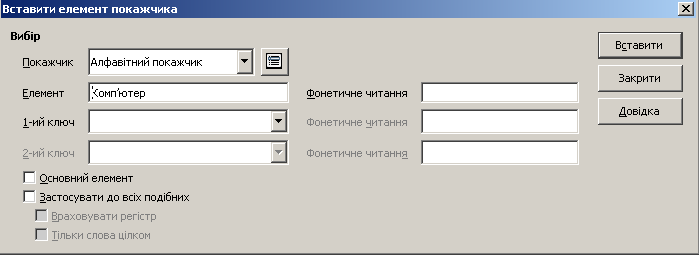 Вставити елемент покажчика
Вибір
Покажчик Алфавітний покажчик Вставити
Закрити
Елемент Комп'ютер Фонетичне читання
Довідка
1-ий ключ Фонетичне читання
2-ий ключ Фонетичне читання
Основний елемент
Застосувати до всіх подібних
Враховувати регістр
Тільки слова цілком